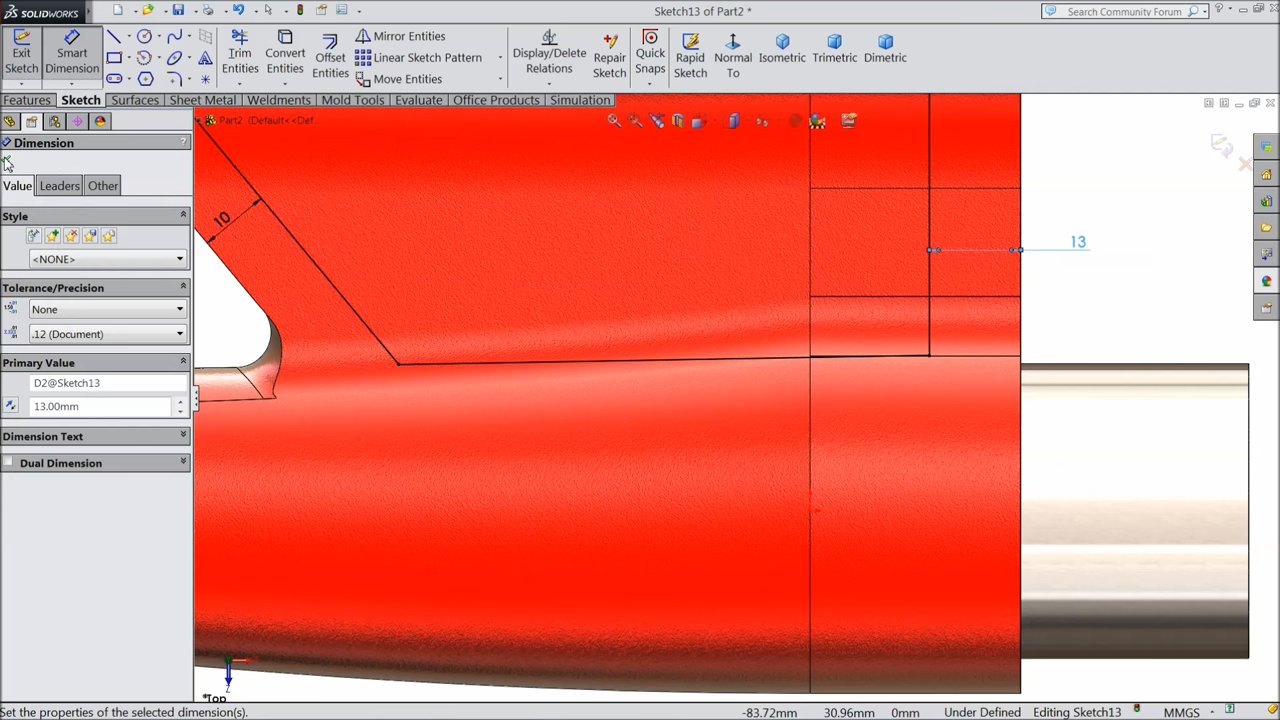 SOLIDWORKS
Sketch13 of Part2 *
Search Community Forum
Exit Sketch
Smart Dimension
Trim Entities
Convert Entities
Offset Entities
Mirror Entities
Linear Sketch Pattern
Move Entities
Display/Delete Relations
Repair Sketch
Quick Snaps
Rapid Sketch
Normal To
Isometric
Trimetric
Dimetric
Features
Sketch
Surfaces
Sheet Metal
Weldments
Mold Tools
Evaluate
Office Products
Simulation
Part2 (Default<<Def...
Dimension
?
Value
Leaders
Other
Style
<NONE>
Tolerance/Precision
None
.12 (Document)
Primary Value
D2@Sketch13
13.00mm
Dimension Text
Dual Dimension
10
13
*Top
Set the properties of the selected dimension(s).
-83.72mm
30.96mm
0mm
Under Defined
Editing Sketch13
MMGS